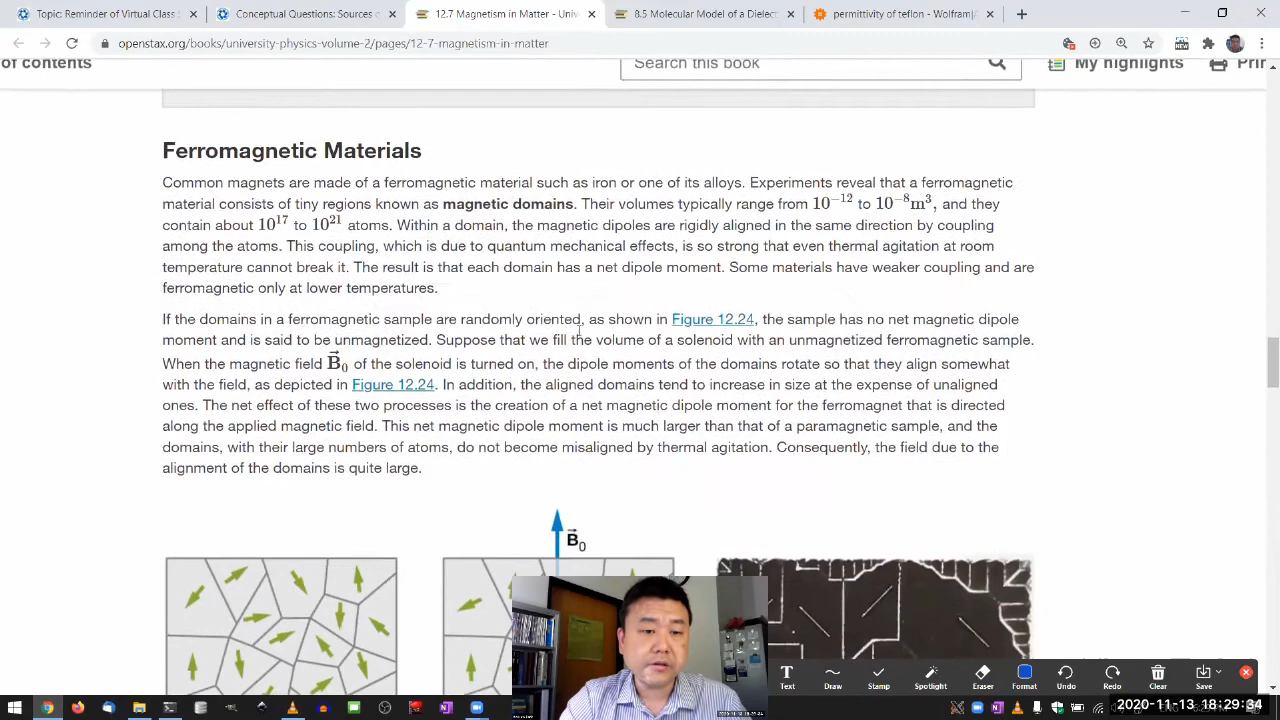 Topic: Reminder of Virtual Class S
Conceptual Questions: Sources o
12.7 Magnetism in Matter - Unive
8.5 Molecular Model of a Dielect
permittivity of teflon - Wolfram|A
openstax.org/books/university-physics-volume-2/pages/12-7-magnetism-in-matter
of contents
Search this book
My highlights
Prin
Ferromagnetic Materials
Common magnets are made of a ferromagnetic material such as iron or one of its alloys. Experiments reveal that a ferromagnetic
material consists of tiny regions known as magnetic domains. Their volumes typically range from 10⁻¹² to 10⁻⁸m³, and they
contain about 10¹⁷ to 10²¹ atoms. Within a domain, the magnetic dipoles are rigidly aligned in the same direction by coupling
among the atoms. This coupling, which is due to quantum mechanical effects, is so strong that even thermal agitation at room
temperature cannot break it. The result is that each domain has a net dipole moment. Some materials have weaker coupling and are
ferromagnetic only at lower temperatures.
If the domains in a ferromagnetic sample are randomly oriented, as shown in Figure 12.24, the sample has no net magnetic dipole
moment and is said to be unmagnetized. Suppose that we fill the volume of a solenoid with an unmagnetized ferromagnetic sample.
When the magnetic field B⃗₀ of the solenoid is turned on, the dipole moments of the domains rotate so that they align somewhat
with the field, as depicted in Figure 12.24. In addition, the aligned domains tend to increase in size at the expense of unaligned
ones. The net effect of these two processes is the creation of a net magnetic dipole moment for the ferromagnet that is directed
along the applied magnetic field. This net magnetic dipole moment is much larger than that of a paramagnetic sample, and the
domains, with their large numbers of atoms, do not become misaligned by thermal agitation. Consequently, the field due to the
alignment of the domains is quite large.
B⃗₀
Text
Draw
Stamp
Spotlight
Eraser
Format
Undo
Redo
Clear
Save
2020-11-13 18:29:34